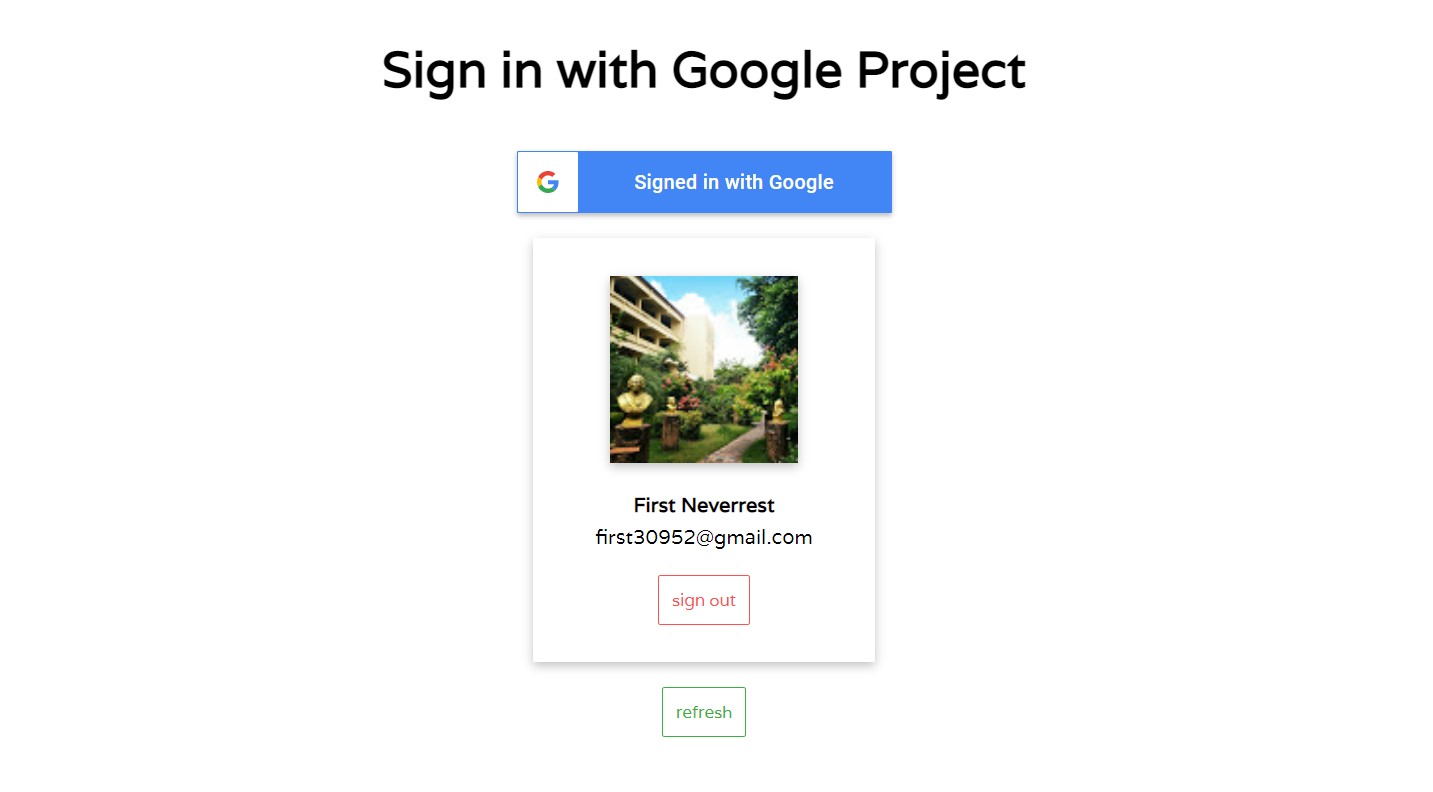 Sign in with Google Project
Signed in with Google
First Neverrest
first30952@gmail.com
sign out
refresh